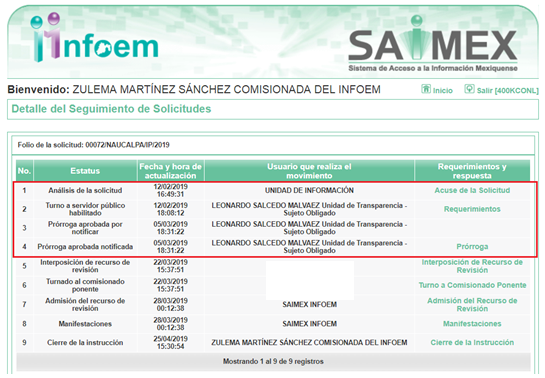 infoem
SAIMEX
Sistema de Acceso a la Información Mexiquense
Bienvenido: ZULEMA MARTÍNEZ SÁNCHEZ COMISIONADA DEL INFOEM
Inicio
Salir [400KCONL]
Detalle del Seguimiento de Solicitudes
Folio de la solicitud: 00072/NAUCALPA/IP/2019
No.
Estatus
Fecha y hora de
actualización
Usuario que realiza el
movimiento
Requerimientos y
respuesta
1
Análisis de la solicitud
12/02/2019
16:49:31
UNIDAD DE INFORMACIÓN
Acuse de la Solicitud
2
Turno a servidor público
habilitado
12/02/2019
18:08:12
LEONARDO SALCEDO MALVAEZ Unidad de Transparencia -
Sujeto Obligado
Requerimientos
3
Prórroga aprobada por
notificar
05/03/2019
18:31:22
LEONARDO SALCEDO MALVAEZ Unidad de Transparencia -
Sujeto Obligado
4
Prórroga aprobada notificada
05/03/2019
18:31:22
LEONARDO SALCEDO MALVAEZ Unidad de Transparencia -
Sujeto Obligado
Prórroga
5
Interposición de recurso de
revisión
22/03/2019
15:37:51
Interposición de Recurso de
Revisión
6
Turnado al comisionado
ponente
22/03/2019
15:37:51
Turno a Comisionado Ponente
7
Admisión del recurso de
revisión
28/03/2019
00:12:38
SAIMEX INFOEM
Admisión del Recurso de
Revisión
8
Manifestaciones
28/03/2019
00:12:38
SAIMEX INFOEM
Manifestaciones
9
Cierre de la instrucción
25/04/2019
15:30:54
ZULEMA MARTÍNEZ SÁNCHEZ COMISIONADA DEL INFOEM
Cierre de la instrucción
Mostrando 1 al 9 de 9 registros